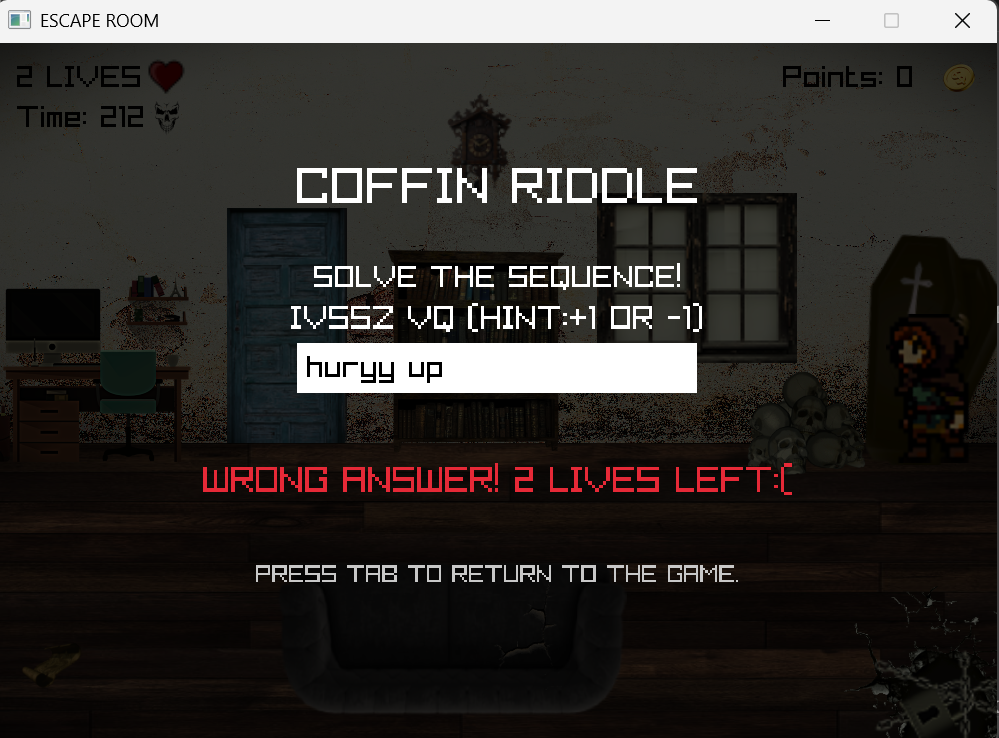 ESCAPE ROOM
2 LIVES
Points: 0
Time: 212
COFFIN RIDDLE
SOLVE THE SEQUENCE!
IVSSZ VQ (HINT:+1 OR -1)
huryy up
WRONG ANSWER! 2 LIVES LEFT:(
PRESS TAB TO RETURN TO THE GAME.